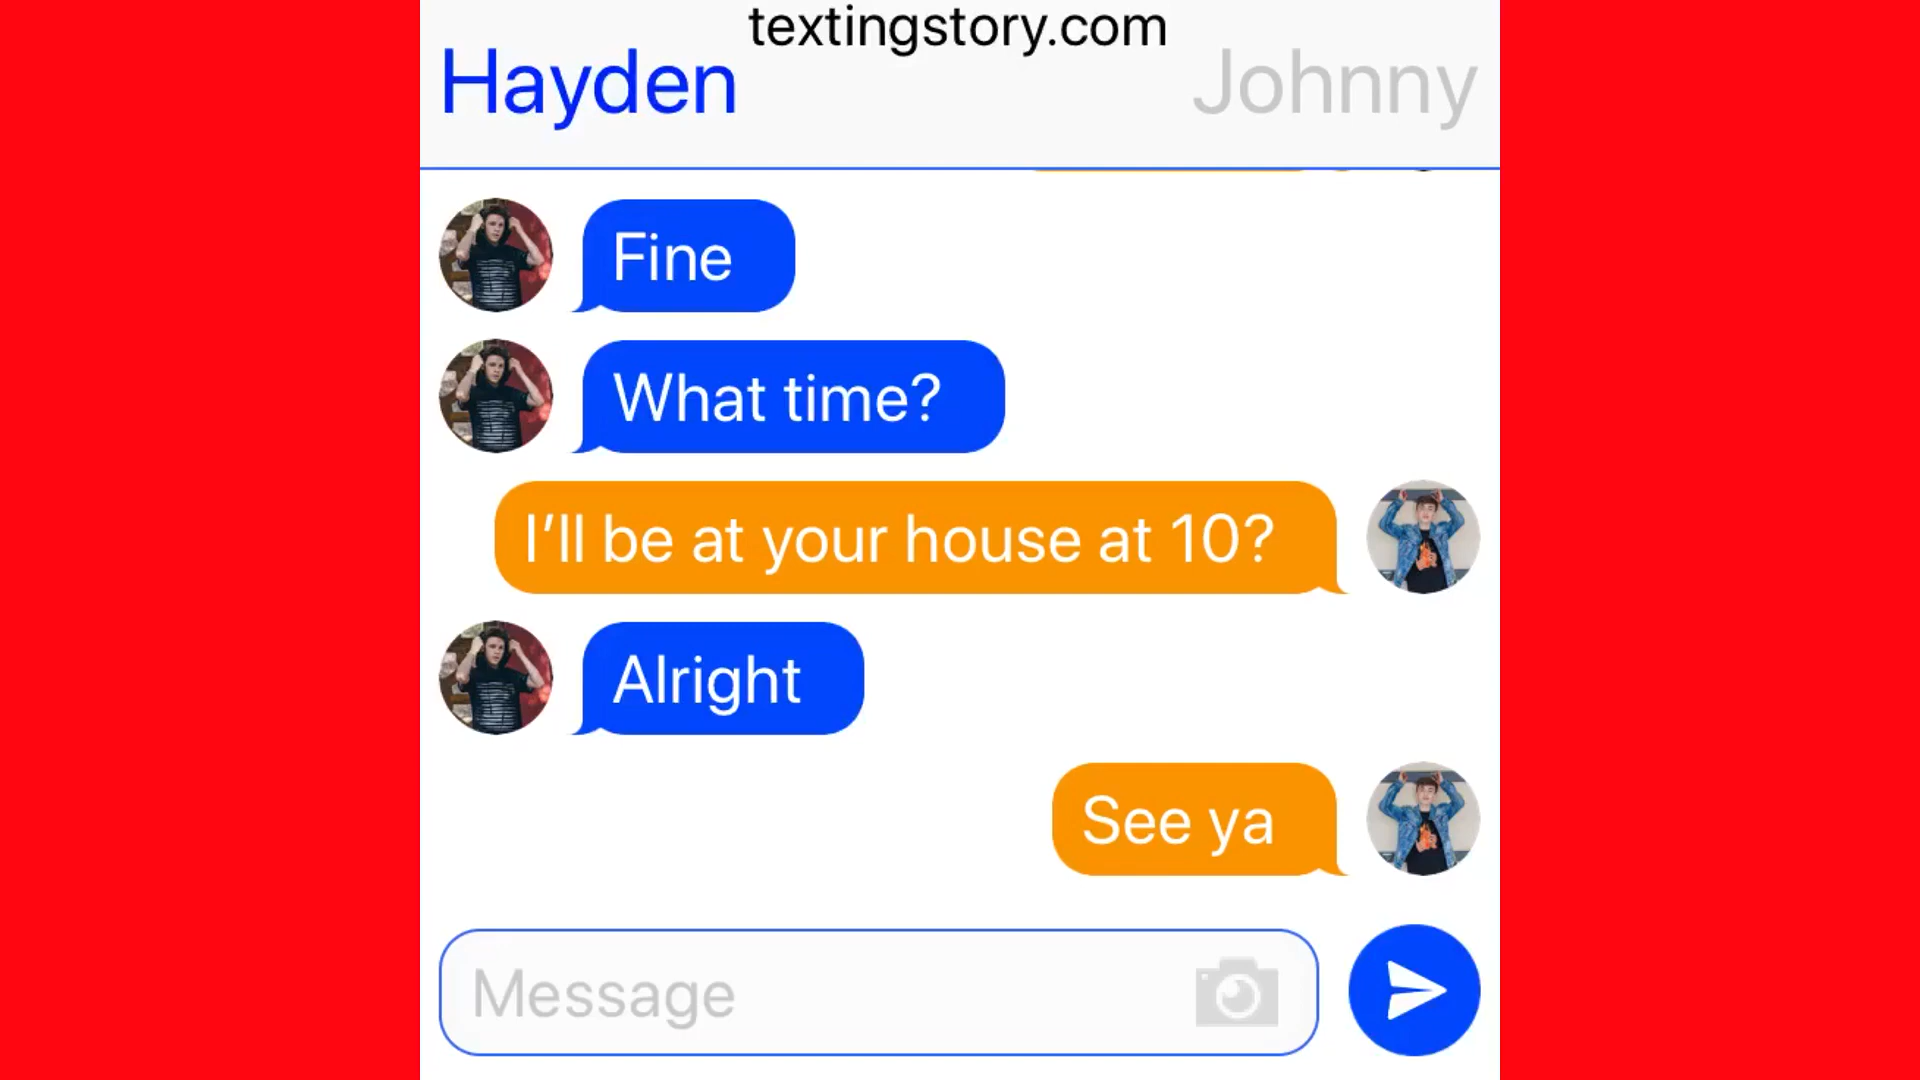 textingstory.com
Hayden
Johnny
Fine
What time?
I’ll be at your house at 10?
Alright
See ya
Message